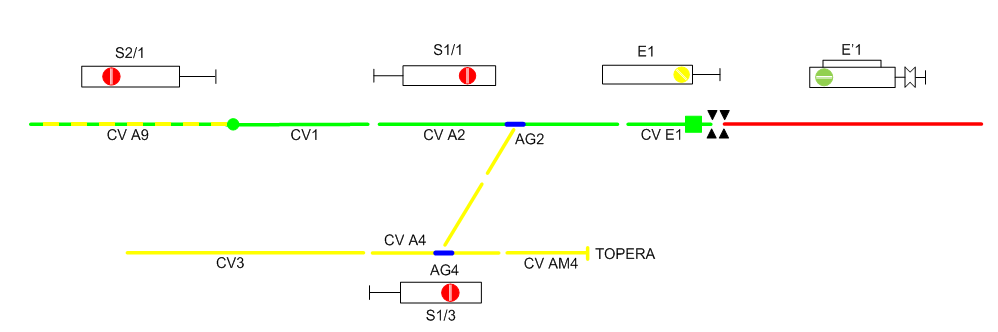 S2/1
S1/1
E1
E'1
CV A9
CV1
CV A2
AG2
CV E1
CV A4
CV3
AG4
CV AM4
TOPERA
S1/3